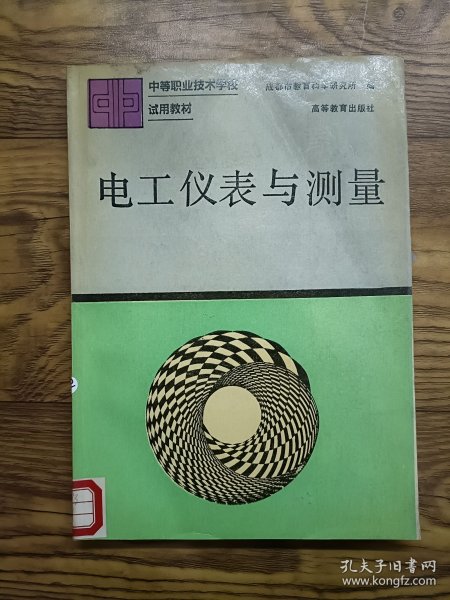 中等职业技术学校
试用教材
成都市教育科学研究所 编
高等教育出版社
电工仪表与测量
孔夫子旧书网
www.kongfz.com